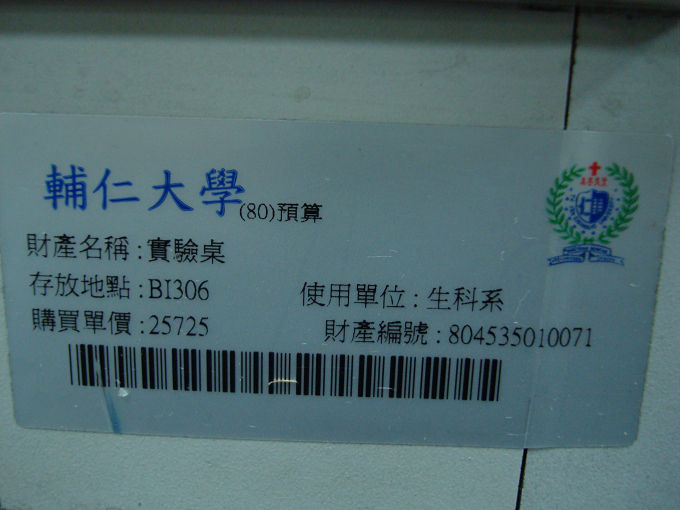 輔仁大學(80)預算
財產名稱:實驗桌
存放地點:BI306 使用單位:生科系
購買單價:25725 財產編號:804535010071